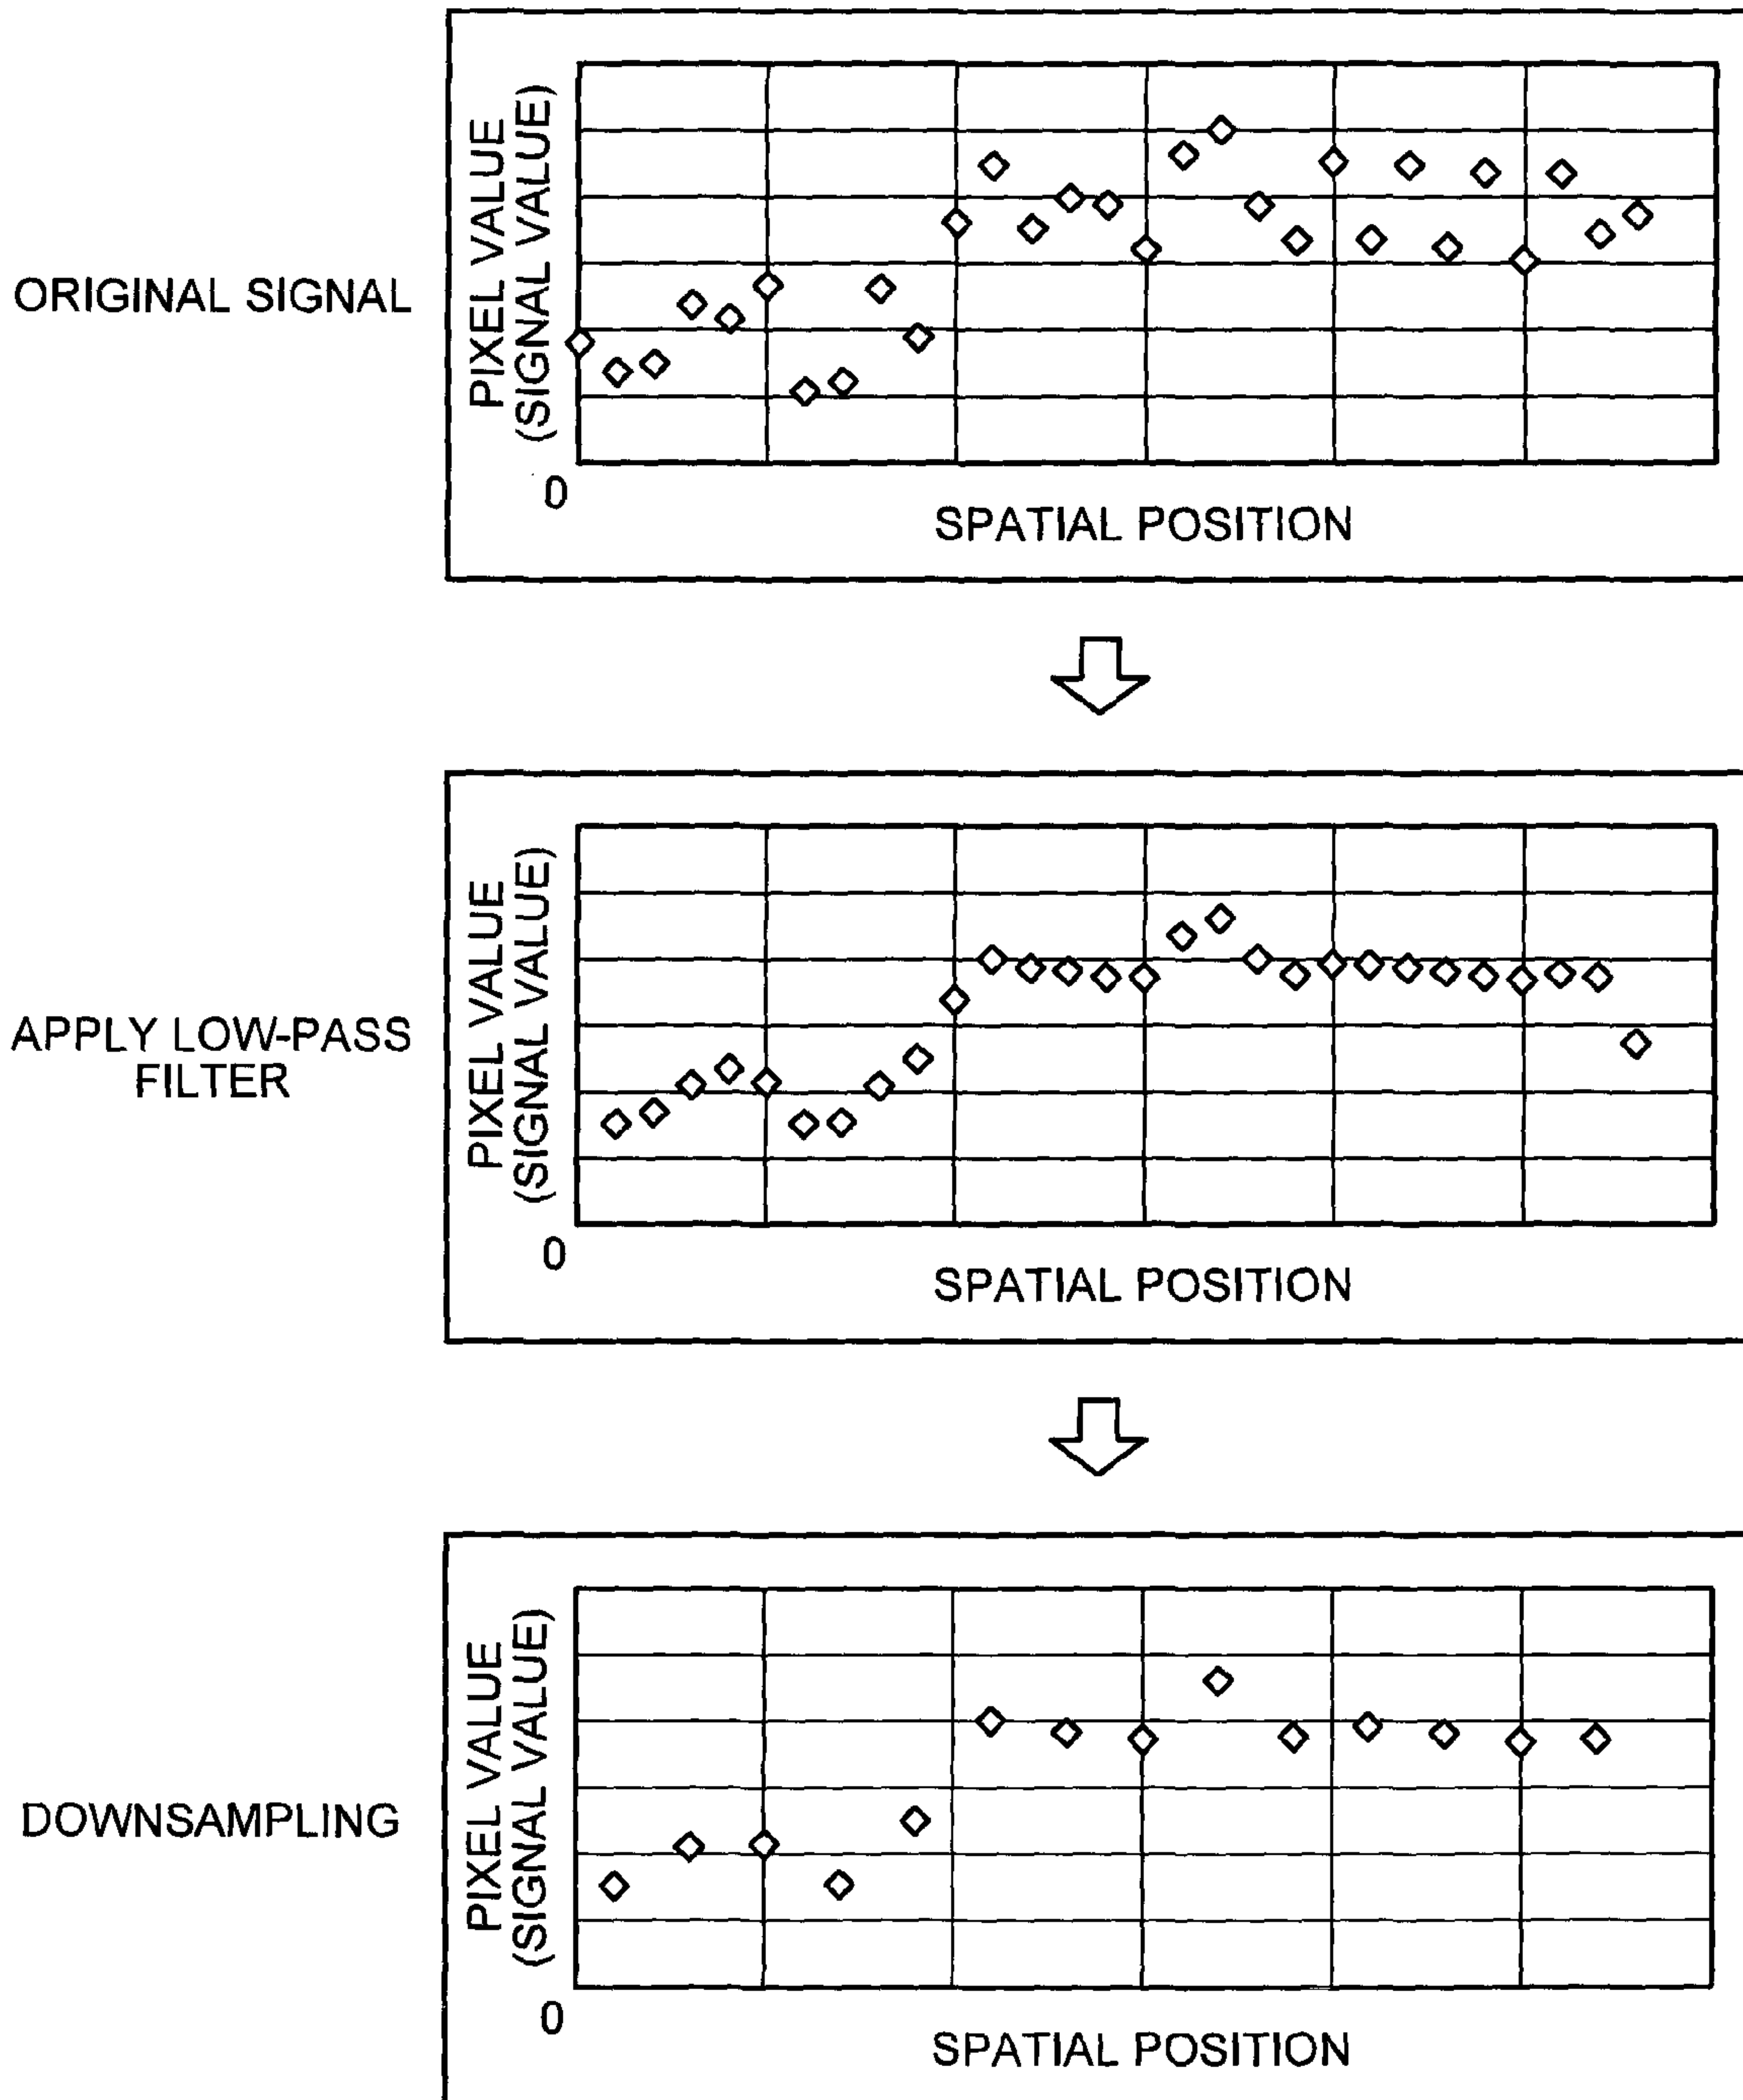 ORIGINAL SIGNAL
PIXEL VALUE
(SIGNAL VALUE)
0
SPATIAL POSITION
APPLY LOW-PASS
FILTER
PIXEL VALUE
(SIGNAL VALUE)
0
SPATIAL POSITION
DOWNSAMPLING
PIXEL VALUE
(SIGNAL VALUE)
0
SPATIAL POSITION